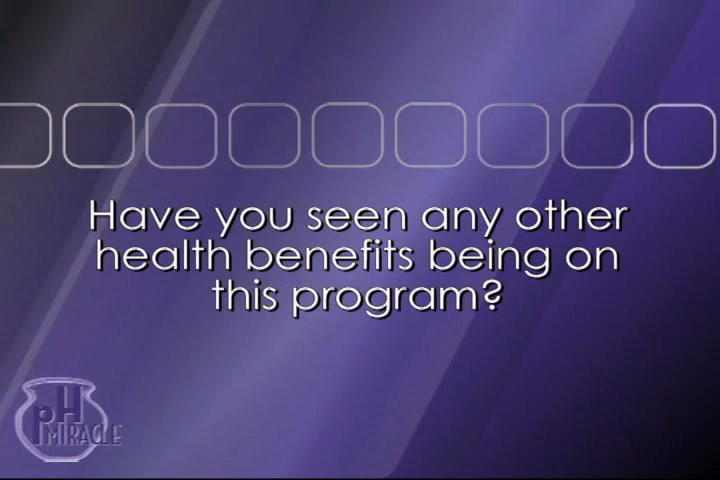 Have you seen any other
health benefits being on
this program?
pH
MIRACLE